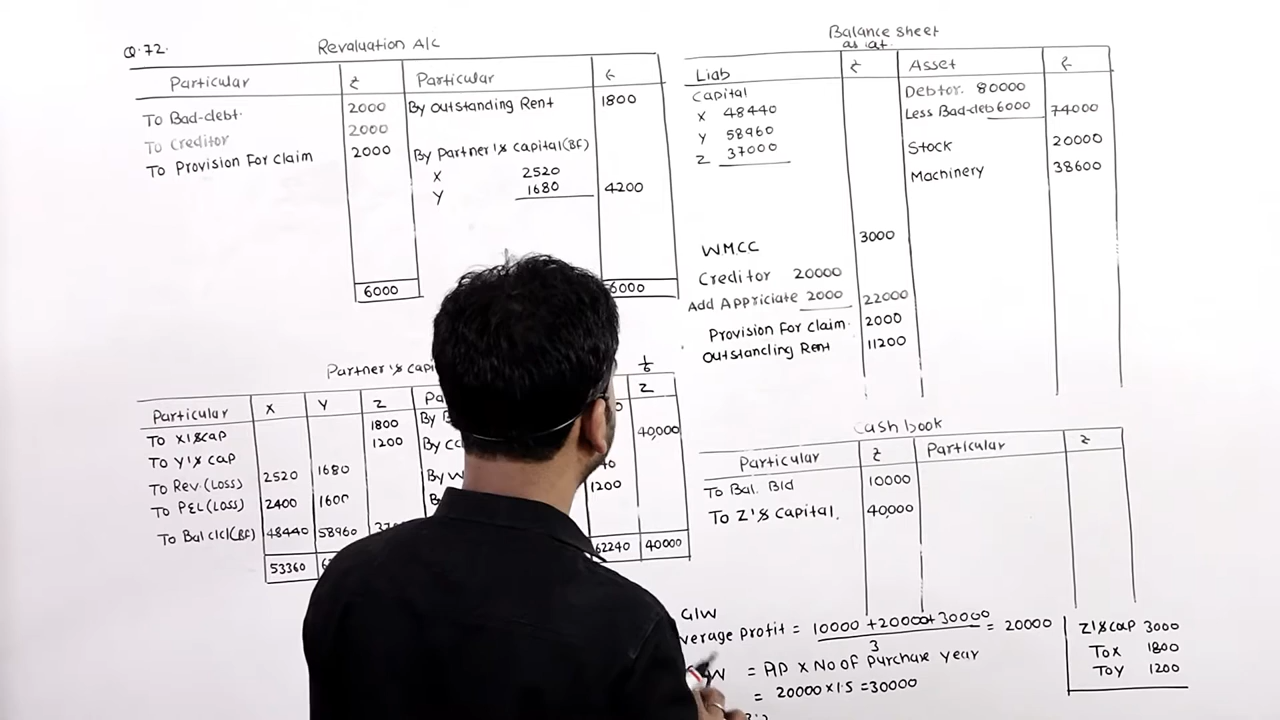 Q.72.
Revaluation A/c
Particular ₹ Particular ₹
To Bad-debt. 2000 By Outstanding Rent 1800
To Creditor 2000
To Provision For claim 2000 By Partner's capital(BF)
X 2520
Y 1680 4200
6000 6000
Balance sheet
as at.
Liab ₹ Asset ₹
Capital Debtor. 80000
X 48440 Less Bad-deb 6000 74000
Y 58960 Stock 20000
Z 37000 Machinery 38600
WMCC 3000
Creditor 20000
Add Appriciate 2000 22000
Provision For claim. 2000
Outstanding Rent 11200
Particular X Y Z Z
To X's cap 1800 By 40,000
To Y's cap 1200 By
To Rev.(Loss) 2520 1680 By
To P&L(Loss) 2400 1600 1200
To Bal c/d(BF) 48440 58960
53360 62240 40000
Cash book
Particular ₹ Particular ₹
To Bal. B/d 10000
To Z's Capital. 40,000
G/W
verage profit = 10000 + 20000 + 30000 = 20000
3
= AP x No of Purchase year
= 20000 x 1.5 = 30000
Z's cap 3000
To X 1800
To Y 1200